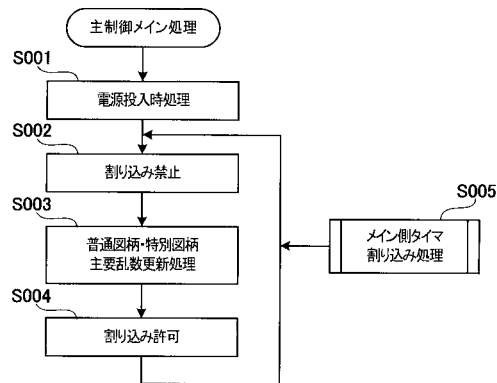 主制御メイン処理
S001
電源投入時処理
S002
割り込み禁止
S003
普通図柄・特別図柄
主要乱数更新処理
S005
メイン側タイマ
割り込み処理
S004
割り込み許可